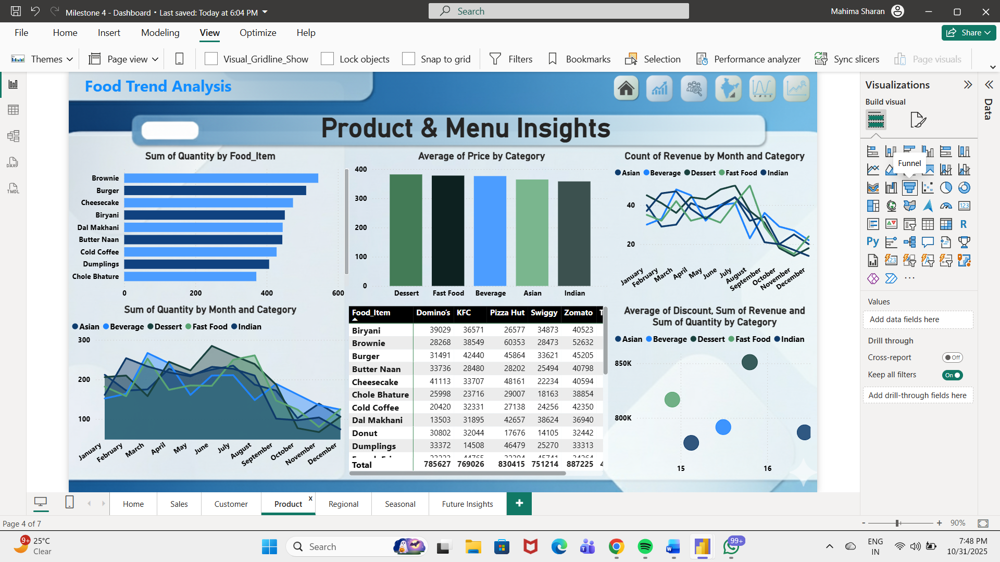 Milestone 4 - Dashboard • Last saved: Today at 6:04 PM
Search
Mahima Sharan
File Home Insert Modeling View Optimize Help
Share
Themes Page view Visual_Gridline_Show Lock objects Snap to grid Filters Bookmarks Selection Performance analyzer Sync slicers Page visuals
Food Trend Analysis
Product & Menu Insights
Sum of Quantity by Food_Item
Brownie
Burger
Cheesecake
Biryani
Dal Makhani
Butter Naan
Cold Coffee
Dumplings
Chole Bhature
0 200 400 600
Average of Price by Category
400
300
200
100
0
Dessert Fast Food Beverage Asian Indian
Count of Revenue by Month and Category
Asian Beverage Dessert Fast Food Indian
40
20
January February March April May June July August September October November December
Sum of Quantity by Month and Category
Asian Beverage Dessert Fast Food Indian
300
200
100
January February March April May June July August September October November December
Food_Item Domino's KFC Pizza Hut Swiggy Zomato T
Biryani 39029 36571 26577 34873 40523
Brownie 28268 38549 60353 28473 52632
Burger 31491 42440 45864 33621 45205
Butter Naan 33736 28480 28202 25494 40798
Cheesecake 41113 33707 48161 22234 40594
Chole Bhature 25998 23716 29007 18163 38854
Cold Coffee 20420 32331 27138 24256 42350
Dal Makhani 13503 31895 42657 38624 36940
Donut 30802 32044 17676 14105 32442
Dumplings 33372 14508 46479 25270 33313
Total 785627 769026 830415 751214 887225 4
Average of Discount, Sum of Revenue and
Sum of Quantity by Category
Asian Beverage Dessert Fast Food Indian
850K
800K
15 16
Visualizations
Build visual
Funnel
123
R
Py
123
Values
Add data fields here
Drill through
Cross-report Off
Keep all filters On
Add drill-through fields here
Data
DAX
TMDL
Home Sales Customer Product x Regional Seasonal Future Insights +
Page 4 of 7
- + 90%
9+
25°C
Clear
Search
99+
ENG
IN
7:48 PM
10/31/2025